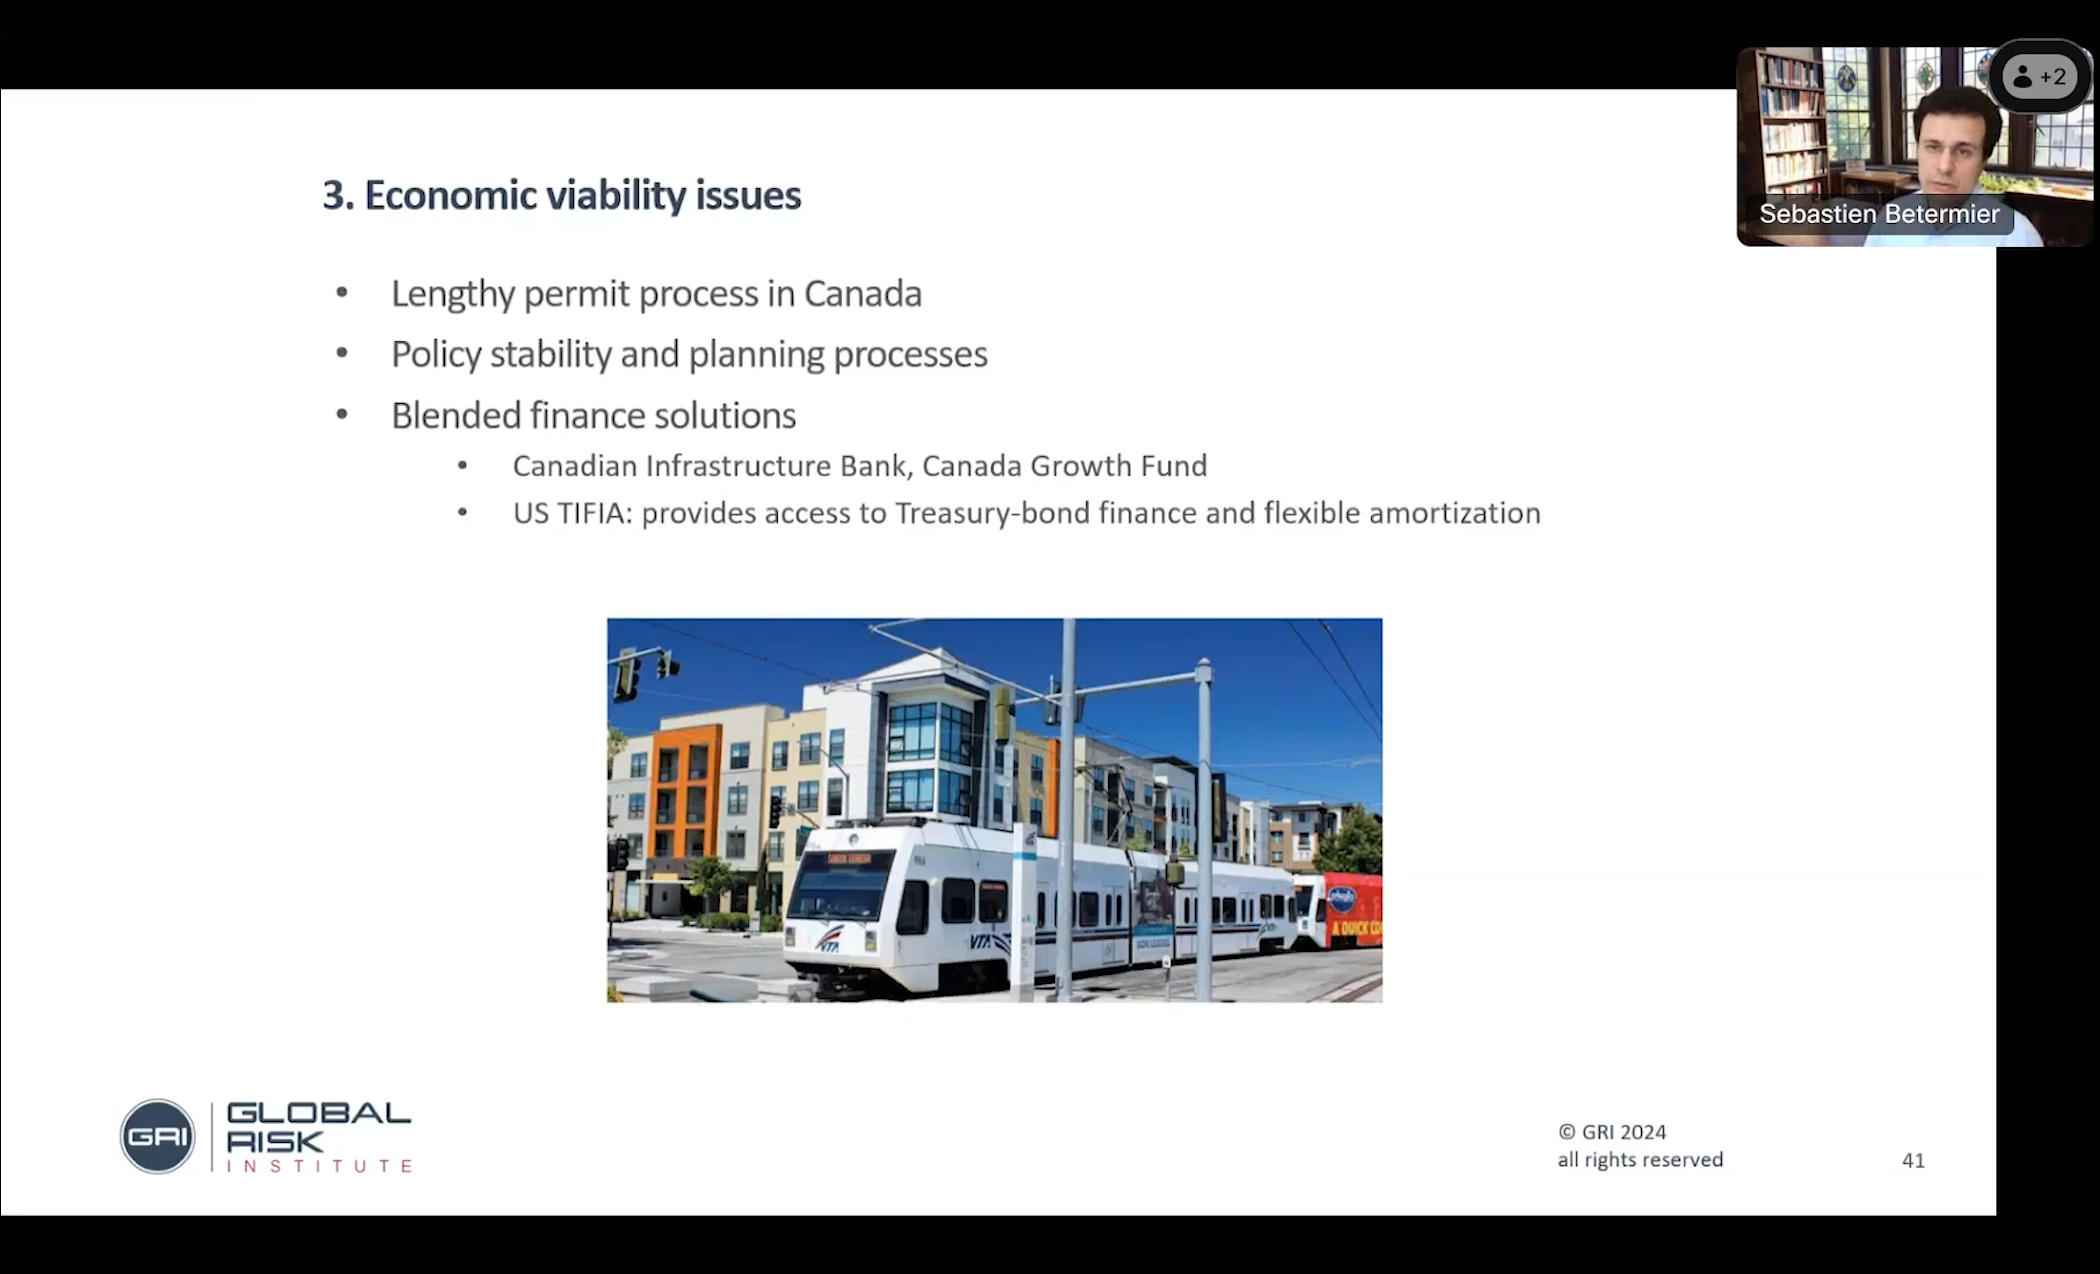 +2
Sebastien Betermier
3. Economic viability issues
• Lengthy permit process in Canada
• Policy stability and planning processes
• Blended finance solutions
• Canadian Infrastructure Bank, Canada Growth Fund
• US TIFIA: provides access to Treasury-bond finance and flexible amortization
VTA
VTA
A QUICK
GRI
GLOBAL
RISK
INSTITUTE
© GRI 2024
all rights reserved
41